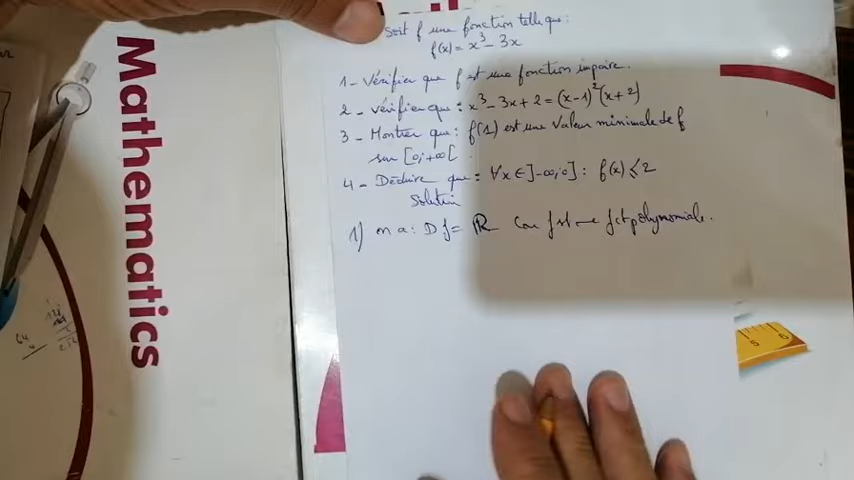 soit f une fonction telle que:
f(x) = x³ - 3x
1 - Vérifier que f est une fonction impaire.
2 - vérifier que : x³ - 3x + 2 = (x-1)²(x+2)
3 - Montrer que : f(1) est une valeur minimale de f
sur [0; +∞[
4 - Déduire que : ∀x ∈ ]-∞; 0] : f(x) ⩽ 2
Solution
1) on a : Df = ℝ Car f est une fct polynomiale.
Mathematics
5 6